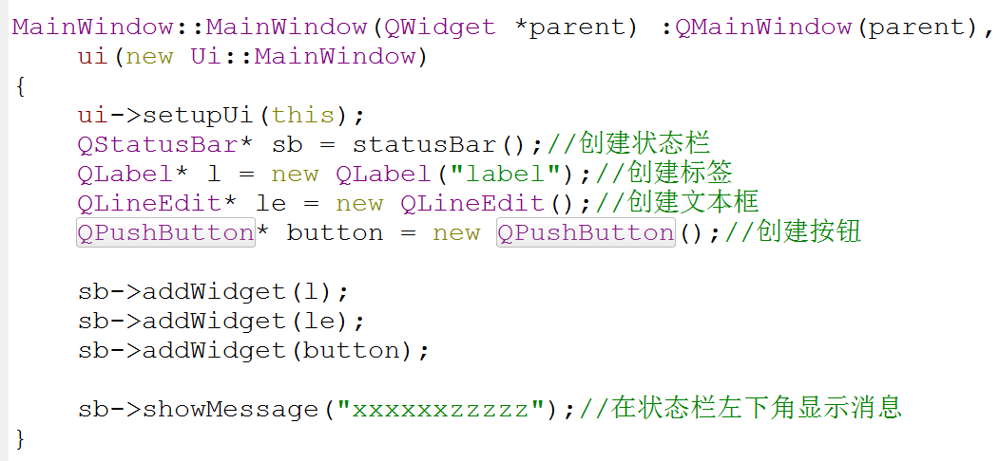 MainWindow::MainWindow(QWidget *parent) :QMainWindow(parent),
    ui(new Ui::MainWindow)
{
    ui->setupUi(this);
    QStatusBar* sb = statusBar();//创建状态栏
    QLabel* l = new QLabel("label");//创建标签
    QLineEdit* le = new QLineEdit();//创建文本框
    QPushButton* button = new QPushButton();//创建按钮
    sb->addWidget(l);
    sb->addWidget(le);
    sb->addWidget(button);
    sb->showMessage("xxxxxxzzzzz");//在状态栏左下角显示消息
}